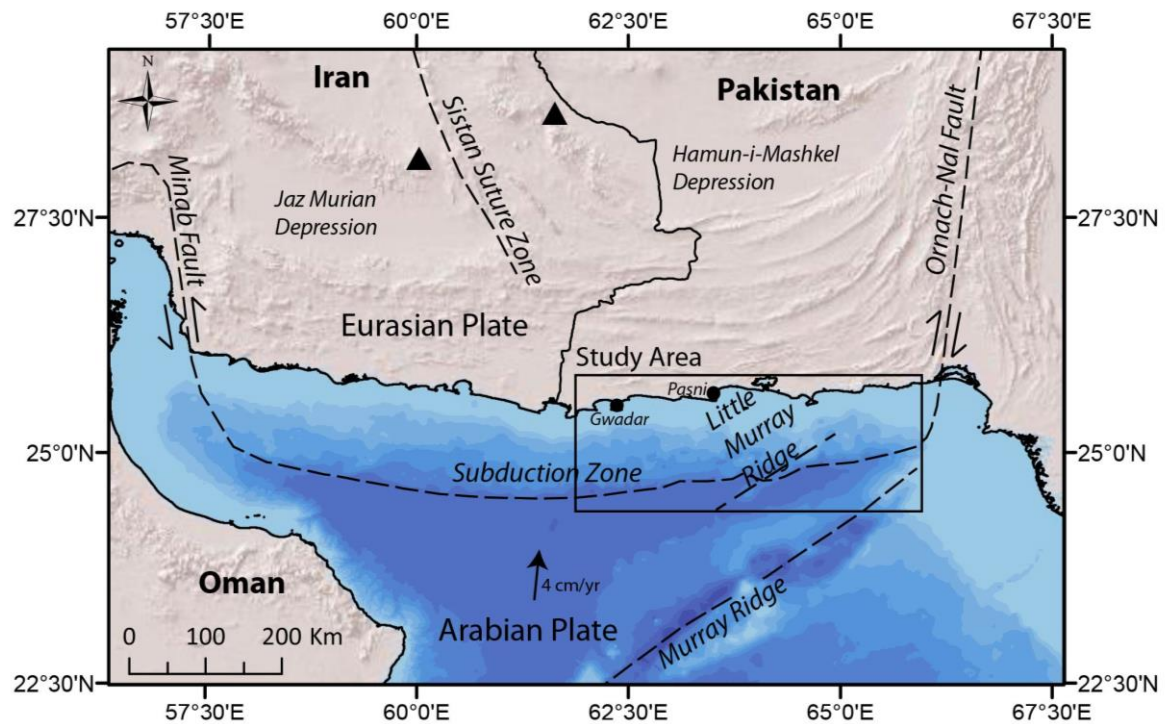 57°30'E 60°0'E 62°30'E 65°0'E 67°30'E
N
Iran
Pakistan
Sistan Suture Zone
Ornach-Nal Fault
Minab Fault
Hamun-i-Mashkel
Depression
Jaz Murian
Depression
27°30'N 27°30'N
Eurasian Plate
Study Area
Pasni
Gwadar
Little
Murray
Ridge
25°0'N 25°0'N
Subduction Zone
Oman
4 cm/yr
Arabian Plate
Murray Ridge
0 100 200 Km
22°30'N 22°30'N
57°30'E 60°0'E 62°30'E 65°0'E 67°30'E